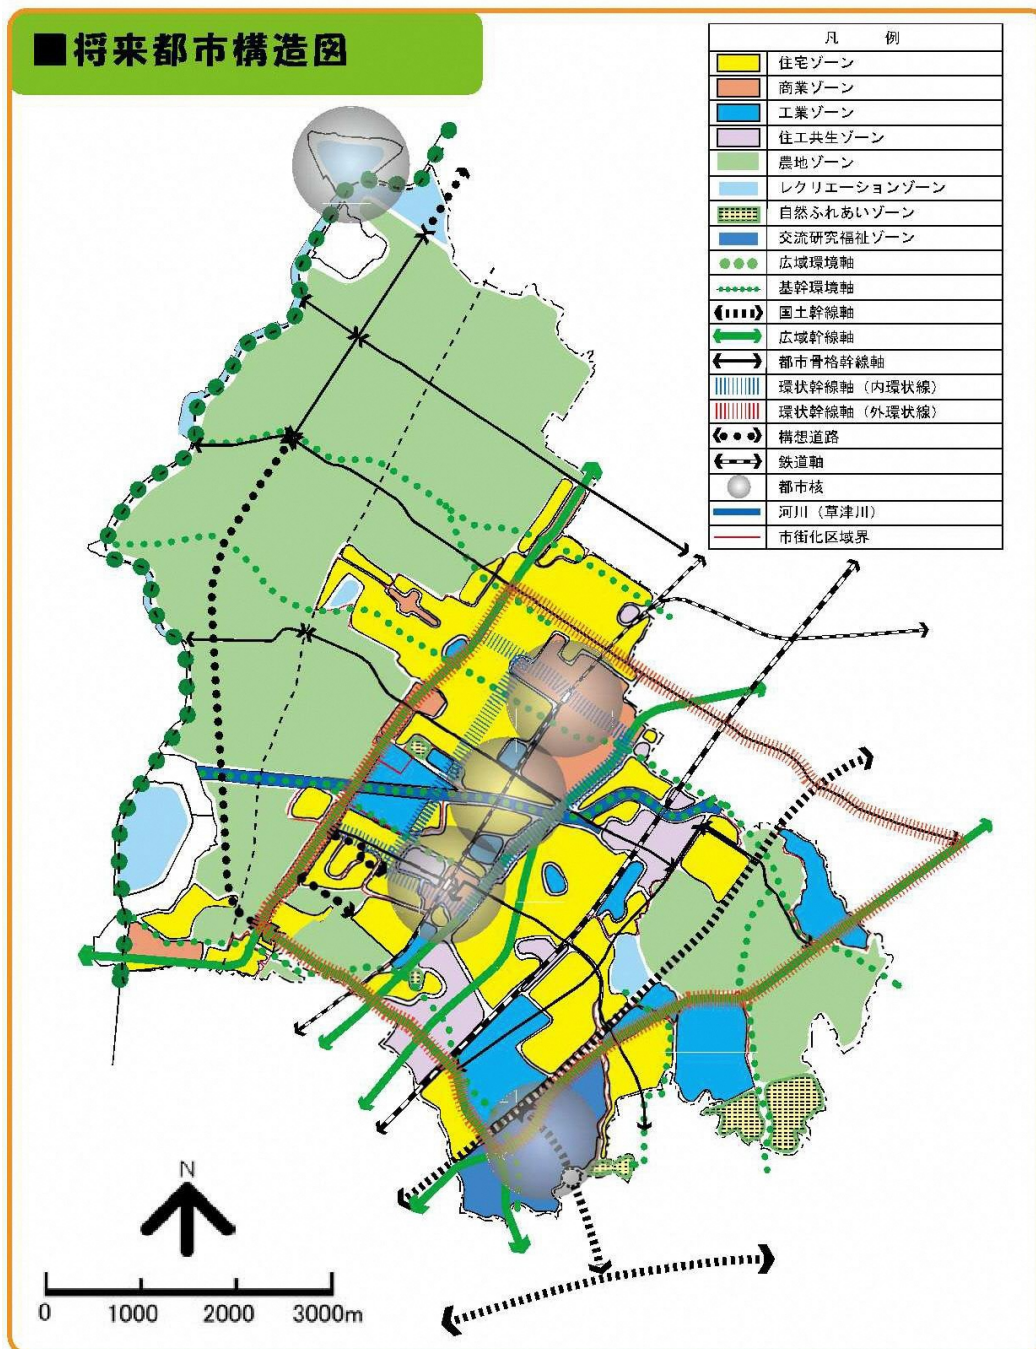 ■将来都市構造図
凡 例
住宅ゾーン
商業ゾーン
工業ゾーン
住工共生ゾーン
農地ゾーン
レクリエーションゾーン
自然ふれあいゾーン
交流研究福祉ゾーン
広域環境軸
基幹環境軸
国土幹線軸
広域幹線軸
都市骨格幹線軸
環状幹線軸（内環状線）
環状幹線軸（外環状線）
構想道路
鉄道軸
都市核
河川（草津川）
市街化区域界
N
0 1000 2000 3000m